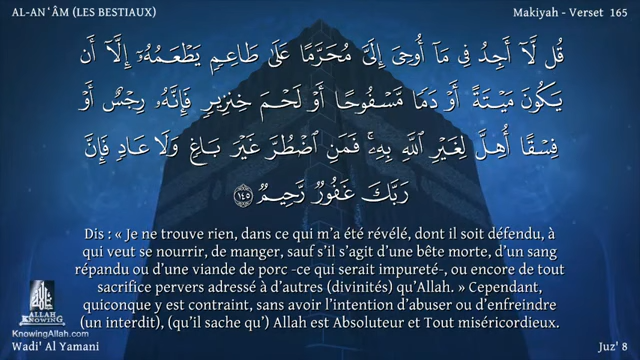 AL-AN'ÂM (LES BESTIAUX)
Makiyah - Verset 165
قُل لَّآ أَجِدُ فِى مَآ أُوحِىَ إِلَىَّ مُحَرَّمًا عَلَىٰ طَاعِمٍ يَطْعَمُهُۥٓ إِلَّآ أَن
يَكُونَ مَيْتَةً أَوْ دَمًا مَّسْفُوحًا أَوْ لَحْمَ خِنزِيرٍ فَإِنَّهُۥ رِجْسٌ أَوْ
فِسْقًا أُهِلَّ لِغَيْرِ ٱللَّهِ بِهِۦ ۚ فَمَنِ ٱضْطُرَّ غَيْرَ بَاغٍ وَلَا عَادٍ فَإِنَّ
رَبَّكَ غَفُورٌ رَّحِيمٌ ١٤٥
Dis : « Je ne trouve rien, dans ce qui m'a été révélé, dont il soit défendu, à
qui veut se nourrir, de manger, sauf s'il s'agit d'une bête morte, d'un sang
répandu ou d'une viande de porc -ce qui serait impureté-, ou encore de tout
sacrifice pervers adressé à d'autres (divinités) qu'Allah. » Cependant,
quiconque y est contraint, sans avoir l'intention d'abuser ou d'enfreindre
(un interdit), (qu'il sache qu') Allah est Absoluteur et Tout miséricordieux.
ALLAH
KNOWING
KnowingAllah.com
Wadi' Al Yamani
Juz' 8